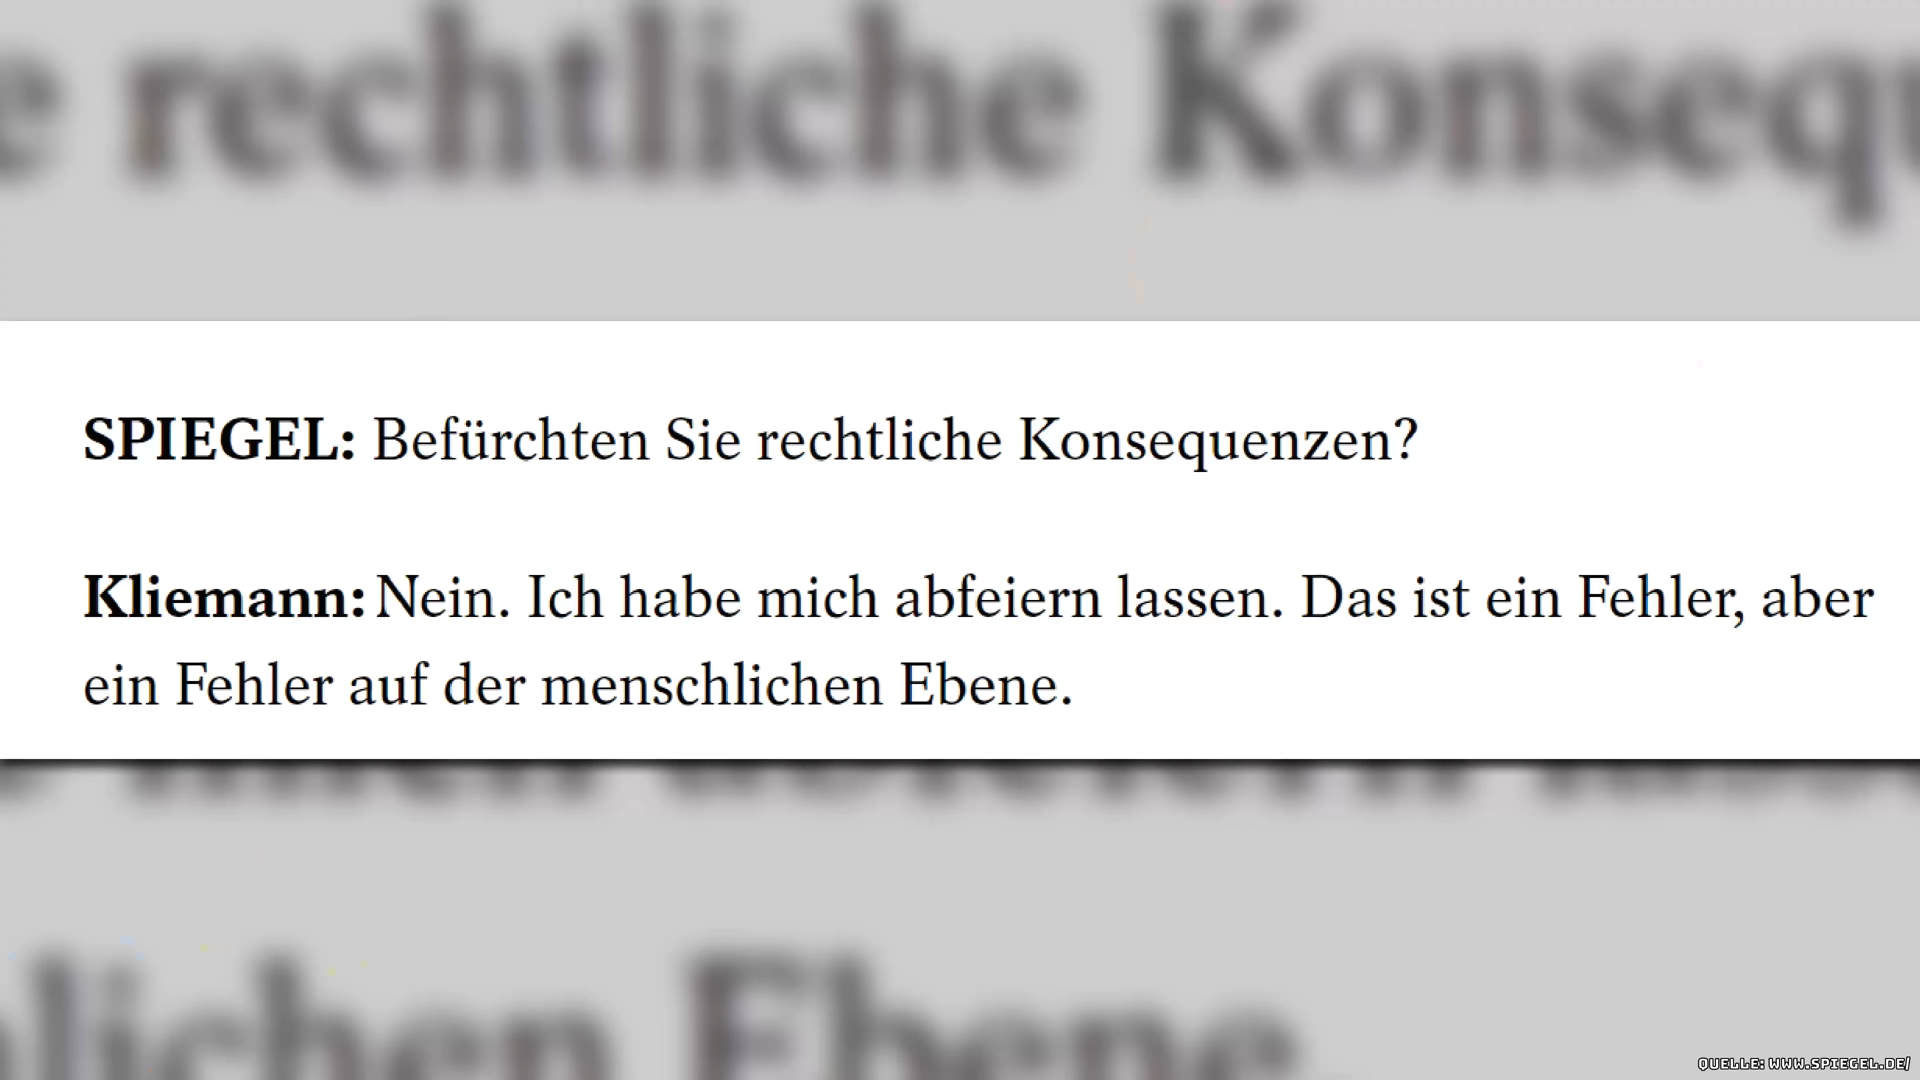 e rechtliche Konsequ
SPIEGEL: Befürchten Sie rechtliche Konsequenzen?
Kliemann: Nein. Ich habe mich abfeiern lassen. Das ist ein Fehler, aber
ein Fehler auf der menschlichen Ebene.
lichen Ebene.
QUELLE: WWW.SPIEGEL.DE/